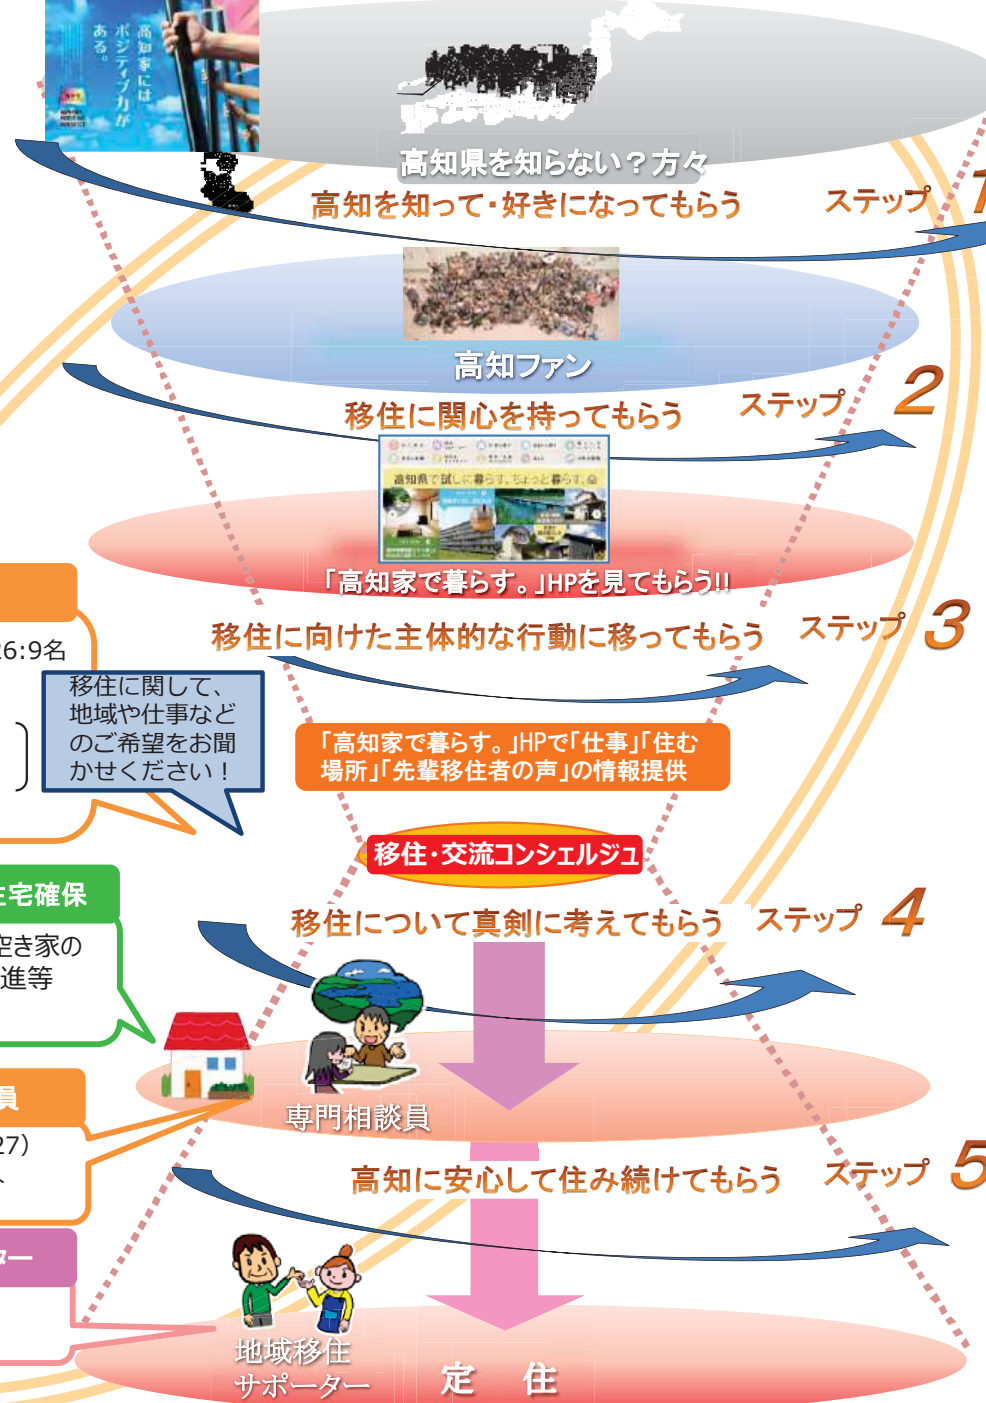 高知家には、
ポジティブ力が
ある。
高知県を知らない？方々
高知を知って・好きになってもらう
ステップ 1
高知ファン
移住に関心を持ってもらう
ステップ 2
高知県で試しに暮らす。ちょっと暮らす。
「高知家で暮らす。」HPを見てもらう!!
移住に向けた主体的な行動に移ってもらう
ステップ 3
26:9名
移住に関して、
地域や仕事など
のご希望をお聞
かせください！
「高知家で暮らす。」HPで「仕事」「住む
場所」「先輩移住者の声」の情報提供
移住・交流コンシェルジュ
住宅確保
空き家の
進等
移住について真剣に考えてもらう
ステップ 4
専門相談員
員
27）
高知に安心して住み続けてもらう
ステップ 5
ター
地域移住
サポーター
定 住